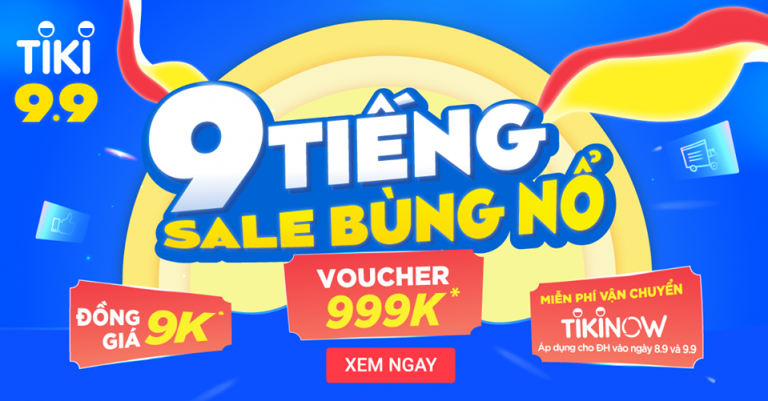 TIKI
9.9
9 TIẾNG
SALE BÙNG NỔ
ĐỒNG
GIÁ 9K*
VOUCHER
999K*
MIỄN PHÍ VẬN CHUYỂN
TIKINOW
Áp dụng cho ĐH vào ngày 8.9 và 9.9
XEM NGAY